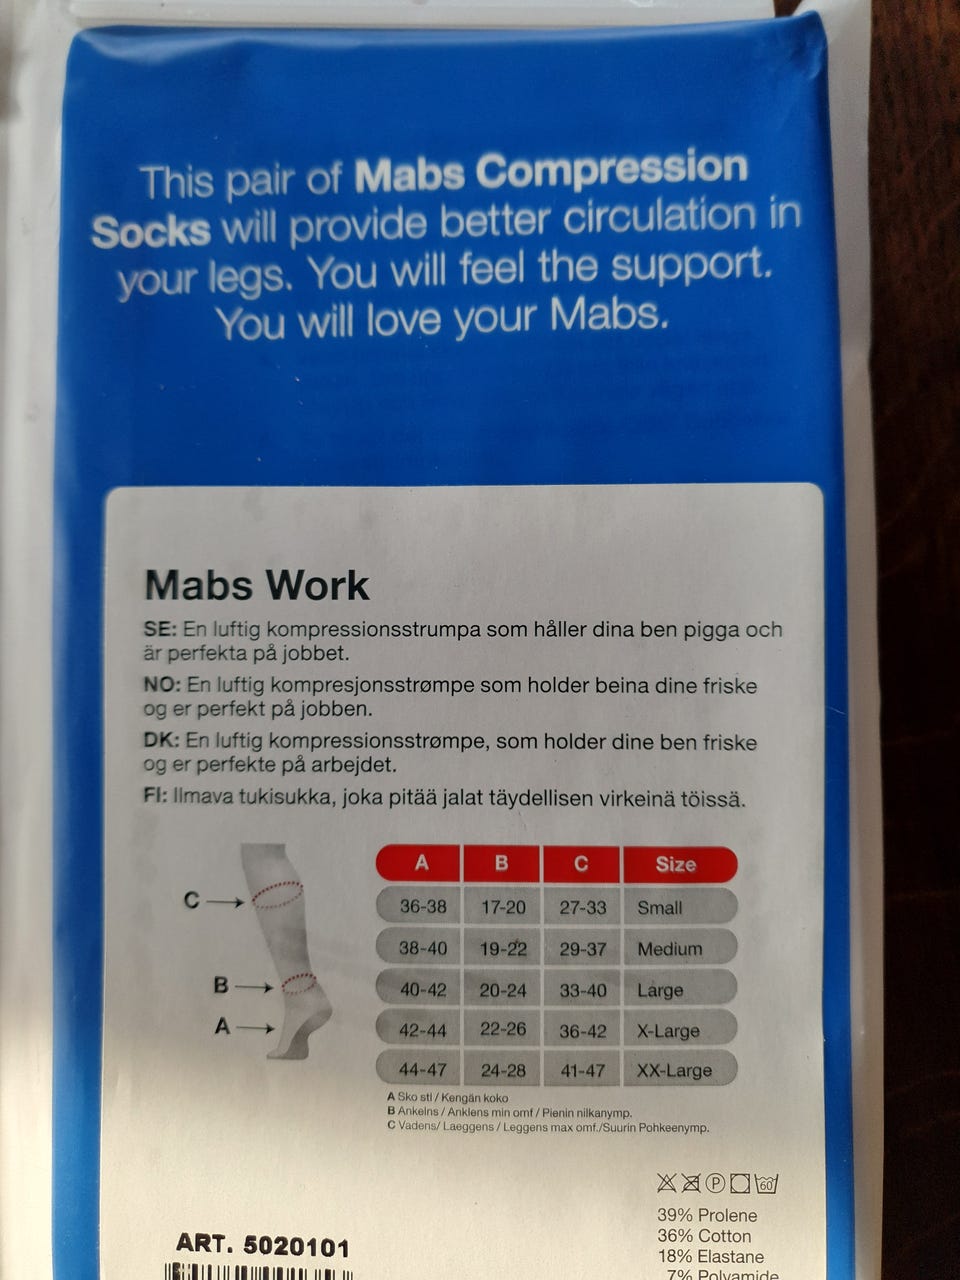 This pair of Mabs Compression
Socks will provide better circulation in
your legs. You will feel the support.
You will love your Mabs.
Mabs Work
SE: En luftig kompressionsstrumpa som håller dina ben pigga och
är perfekta på jobbet.
NO: En luftig kompresjonsstrømpe som holder beina dine friske
og er perfekt på jobben.
DK: En luftig kompressionsstrømpe, som holder dine ben friske
og er perfekte på arbejdet.
FI: Ilmava tukisukka, joka pitää jalat täydellisen virkeinä töissä.
C
B
A
A B C Size
36-38 17-20 27-33 Small
38-40 19-22 29-37 Medium
40-42 20-24 33-40 Large
42-44 22-26 36-42 X-Large
44-47 24-28 41-47 XX-Large
A Sko stl / Kengän koko
B Ankelns / Anklens min omf / Pienin nilkanymp.
C Vadens/ Laeggens / Leggens max omf./Suurin Pohkeenymp.
P 60
39% Prolene
36% Cotton
18% Elastane
7% Polyamide
ART. 5020101